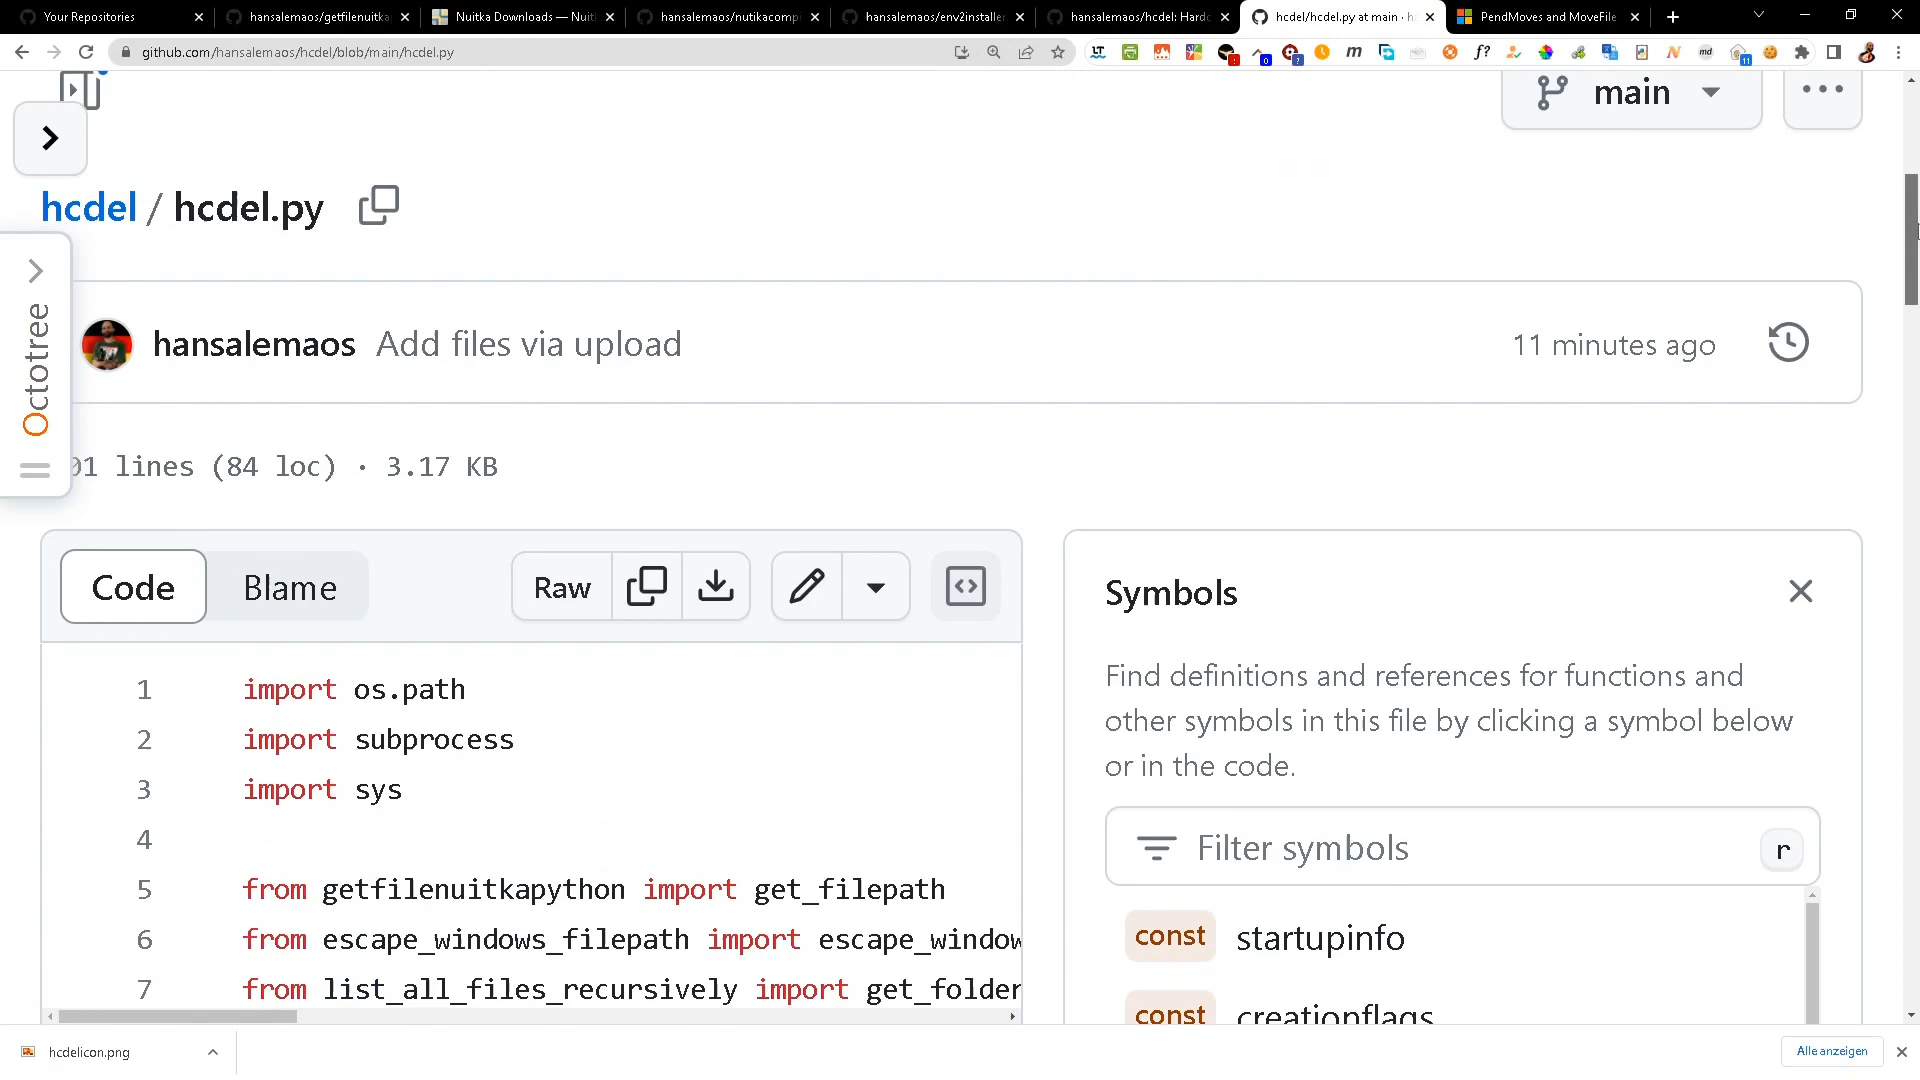 Your Repositories
hansalemaos/getfilenuitka
Nuitka Downloads — Nuit
hansalemaos/nutikacomp
hansalemaos/env2installe
hansalemaos/hcdel: Hardc
hcdel/hcdel.py at main · h
PendMoves and MoveFile
github.com/hansalemaos/hcdel/blob/main/hcdel.py
main
hcdel / hcdel.py
Octotree
hansalemaos Add files via upload
11 minutes ago
01 lines (84 loc) · 3.17 KB
Code Blame Raw
Symbols
Find definitions and references for functions and
other symbols in this file by clicking a symbol below
or in the code.
Filter symbols r
const startupinfo
const creationflags
1 import os.path
2 import subprocess
3 import sys
4
5 from getfilenuitkapython import get_filepath
6 from escape_windows_filepath import escape_window
7 from list_all_files_recursively import get_folder
hcdelicon.png
Alle anzeigen